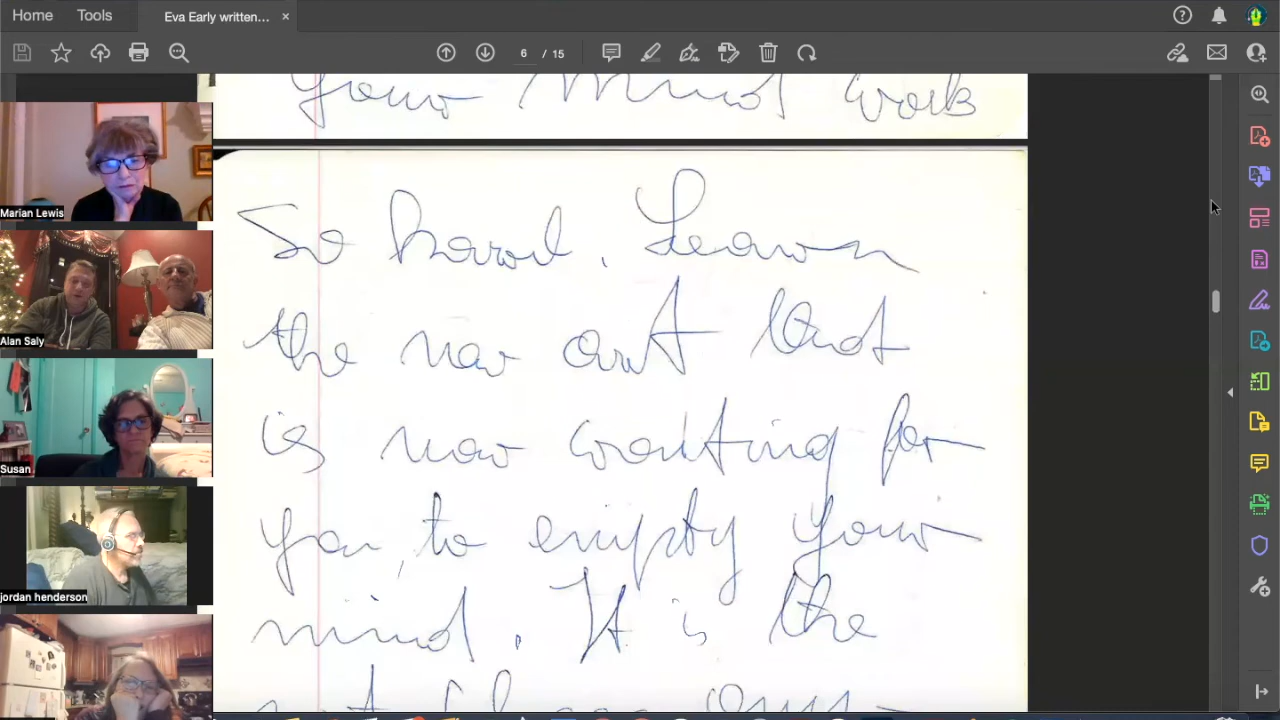 Home
Tools
Eva Early written...
6 / 15
your mind work
So hard. Learn
the new art that
is now waiting for
you, to empty your
mind. It is the
Marian Lewis
Alan Saly
Susan
jordan henderson